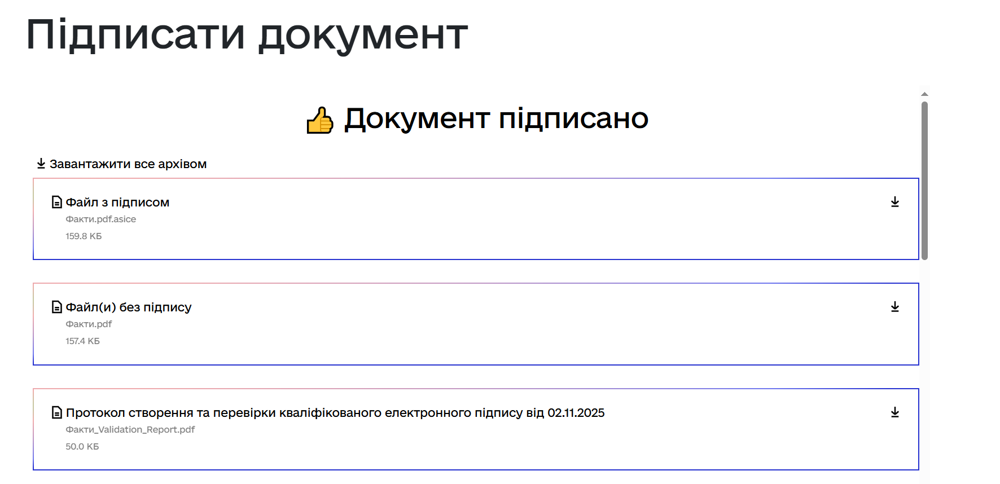 Підписати документ
Документ підписано
Завантажити все архівом
Файл з підписом
Факти.pdf.asice
159.8 КБ
Файл(и) без підпису
Факти.pdf
157.4 КБ
Протокол створення та перевірки кваліфікованого електронного підпису від 02.11.2025
Факти_Validation_Report.pdf
50.0 КБ